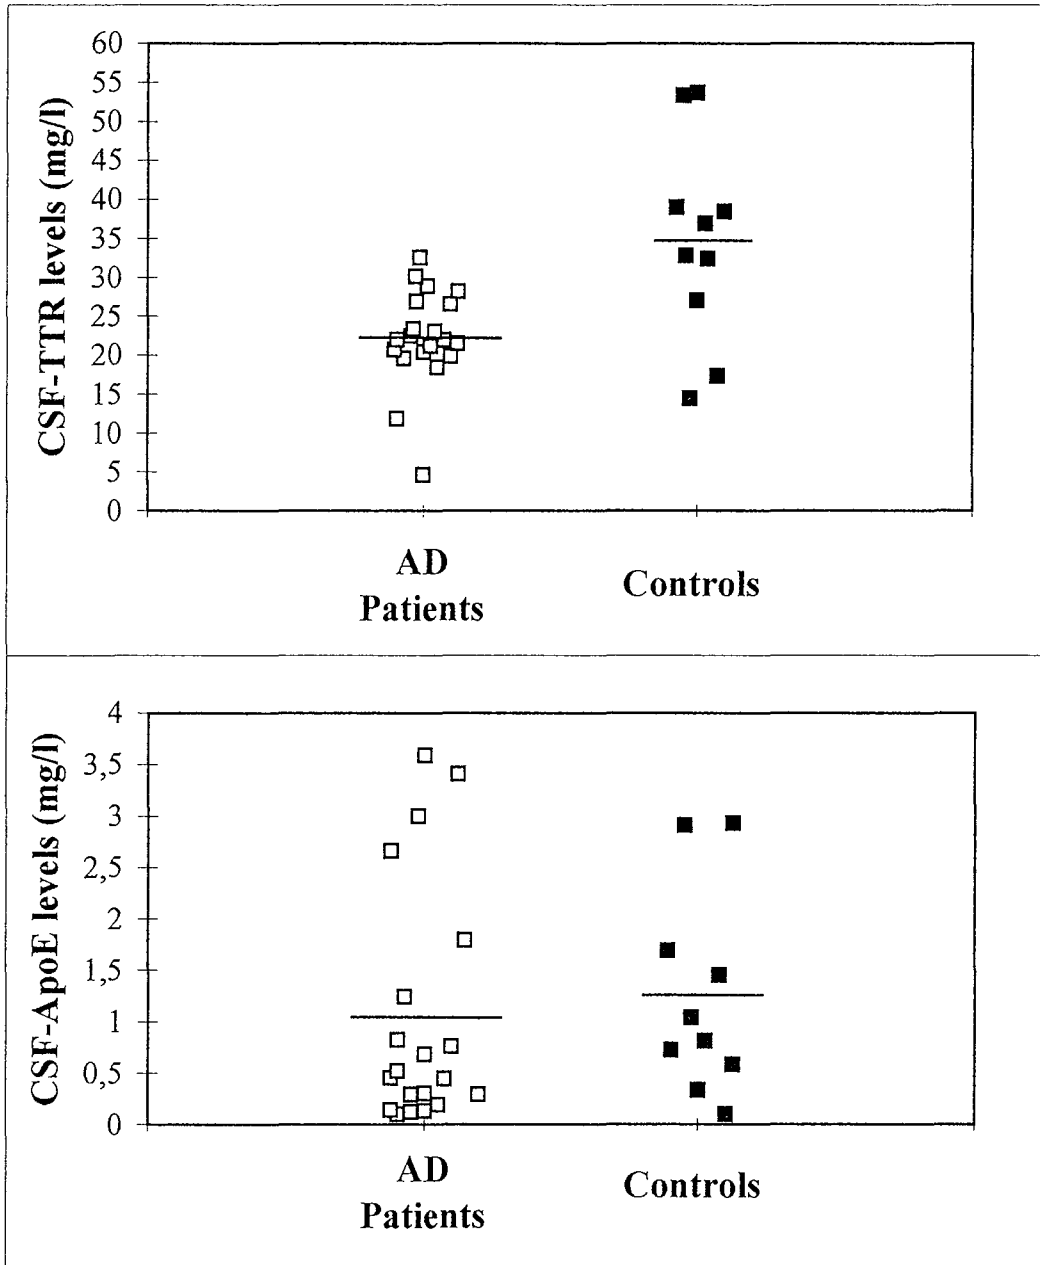 CSF-TTR levels (mg/l)
60
55
50
45
40
35
30
25
20
15
10
5
0
AD
Patients
Controls
CSF-ApoE levels (mg/l)
4
3,5
3
2,5
2
1,5
1
0,5
0
AD
Patients
Controls